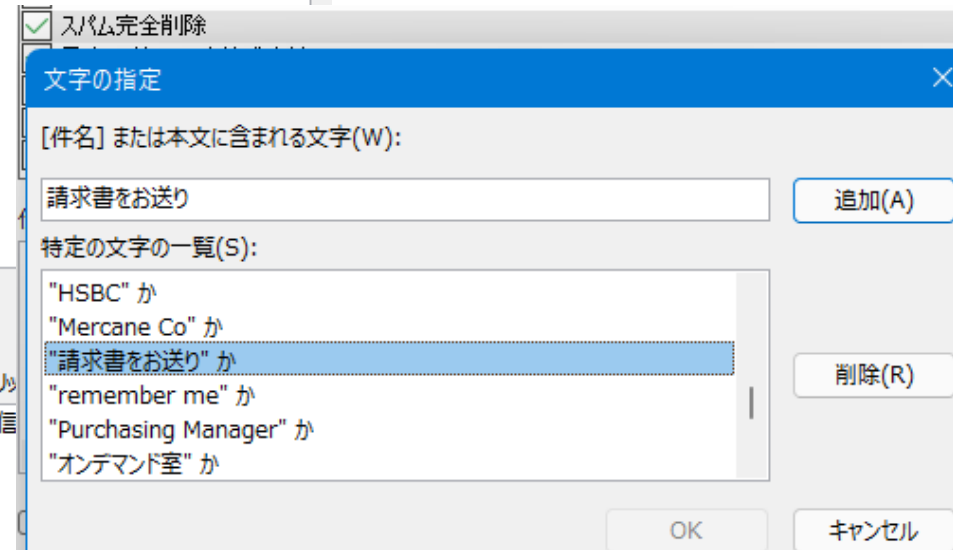 スパム完全削除
文字の指定
[件名] または本文に含まれる文字(W):
請求書をお送り
追加(A)
特定の文字の一覧(S):
"HSBC" か
"Mercane Co" か
"請求書をお送り" か
"remember me" か
"Purchasing Manager" か
"オンデマンド室" か
削除(R)
OK
キャンセル